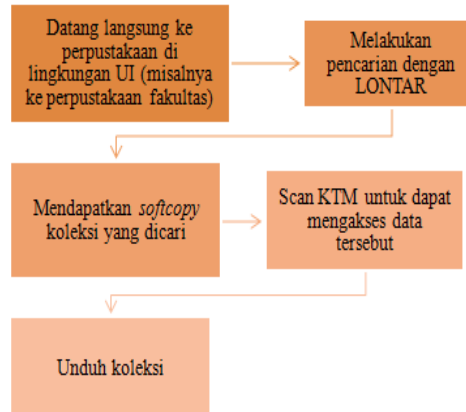 Datang langsung ke
perpustakaan di
lingkungan UI (misalnya
ke perpustakaan fakultas)
Melakukan
pencarian dengan
LONTAR
Mendapatkan softcopy
koleksi yang dicari
Scan KTM untuk dapat
mengakses data
tersebut
Unduh koleksi